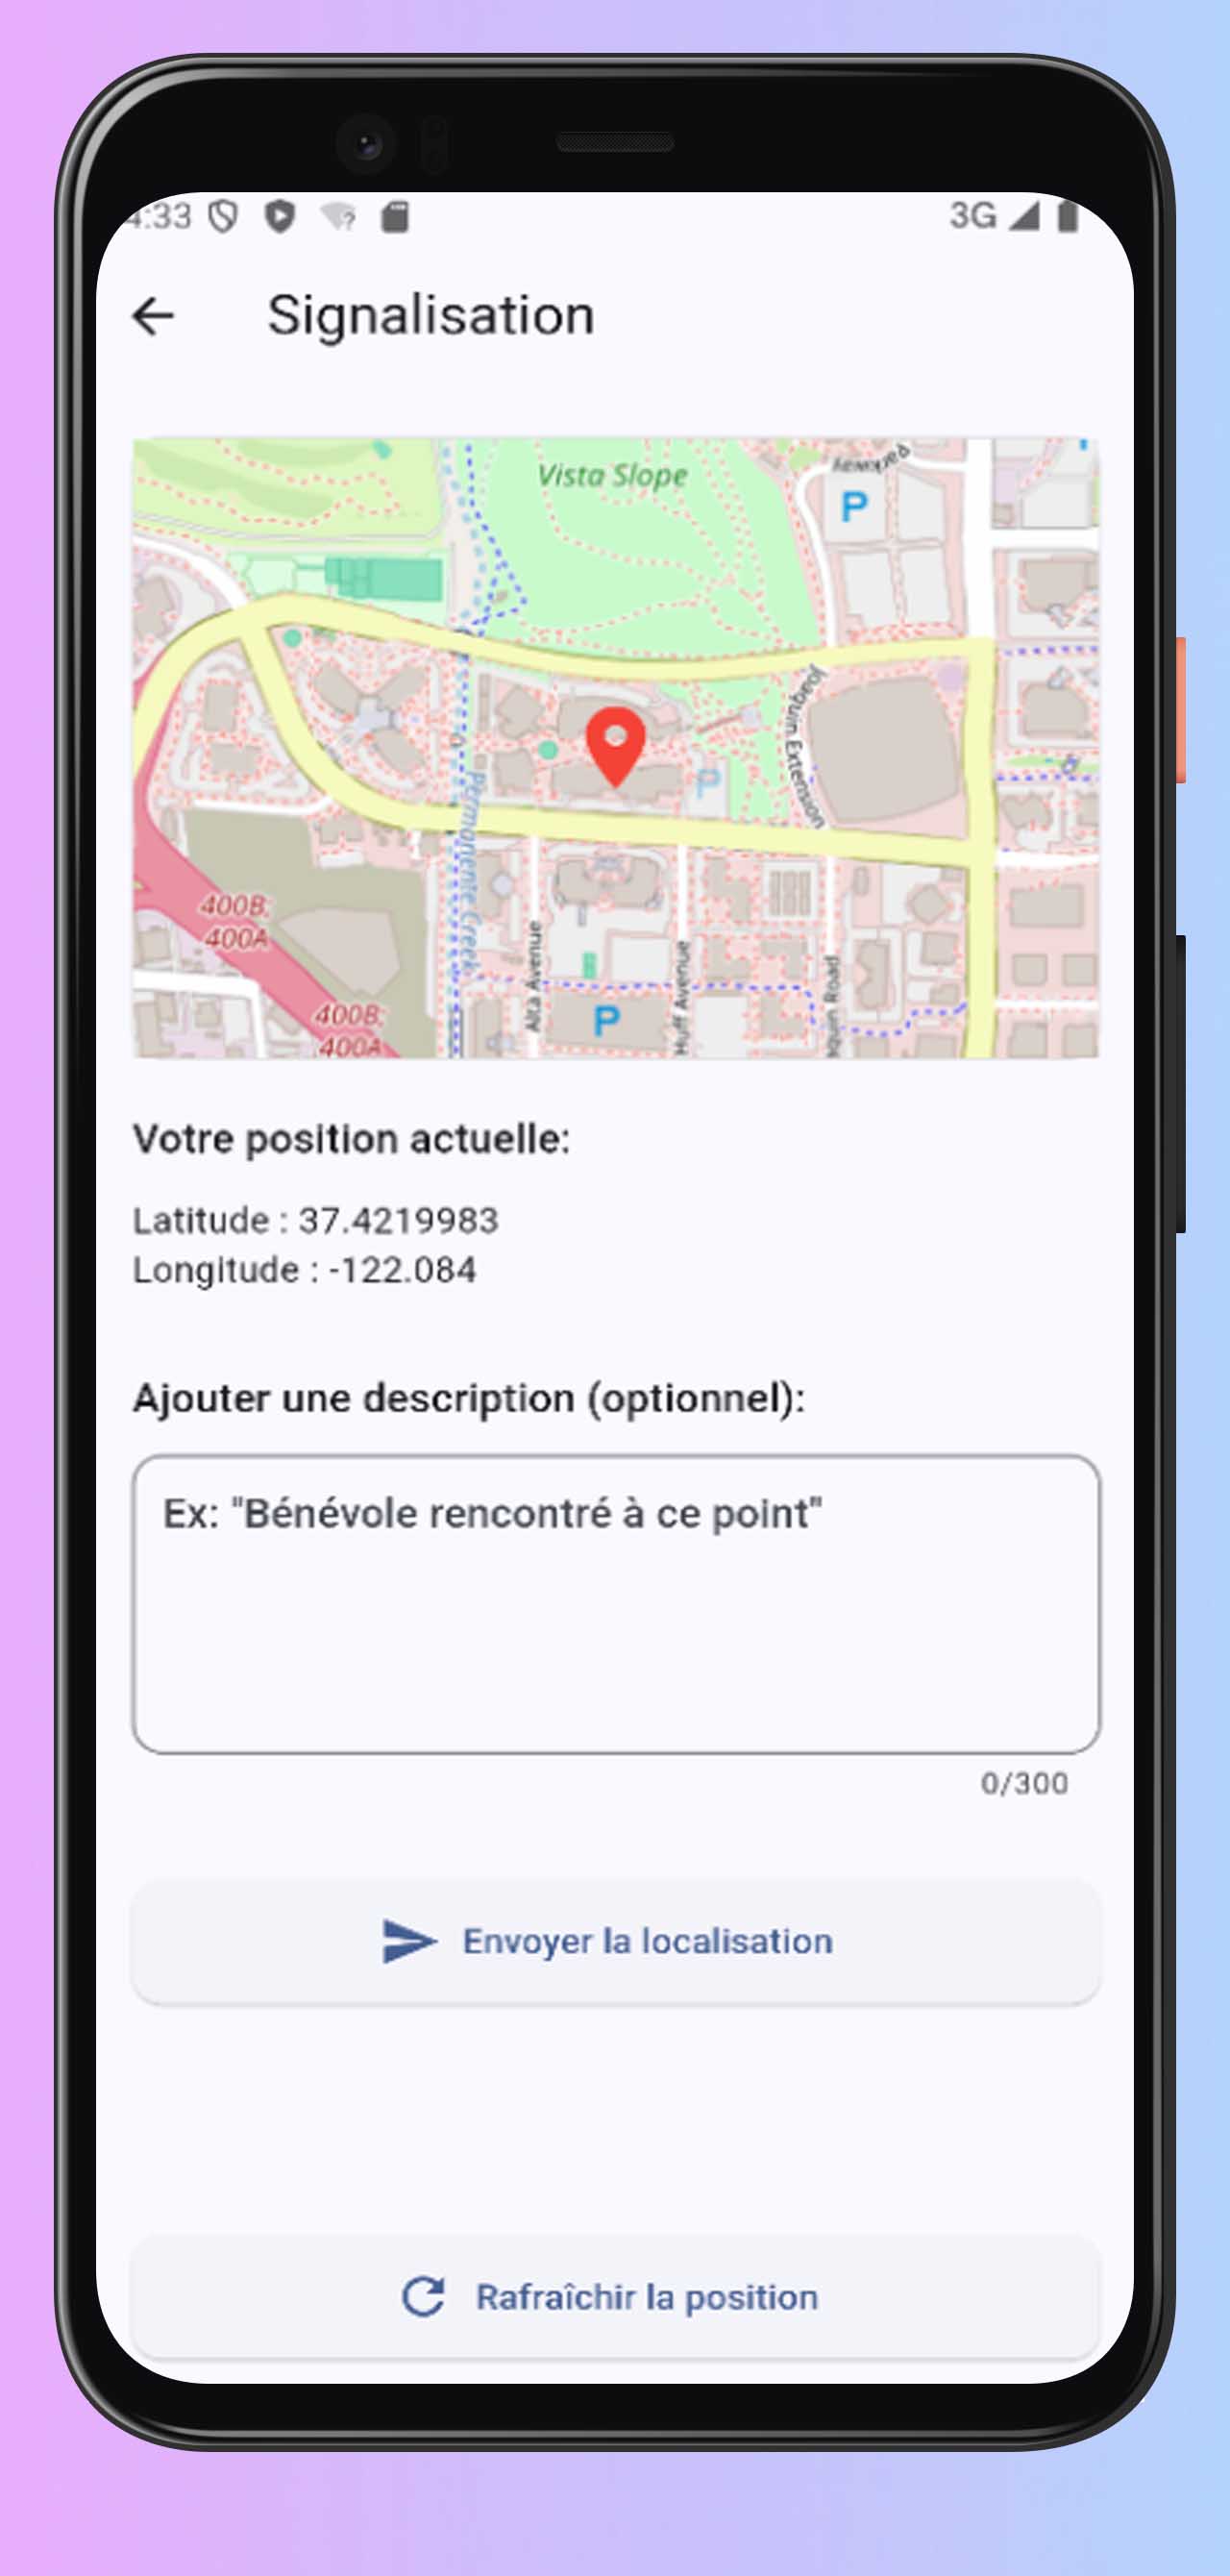 4:33 3G
Signalisation
Vista Slope
P
Joaquin Extension
P
Permanente Creek
400B;
400A
400B;
400A
Alta Avenue
P
Huff Avenue
quin Road
Votre position actuelle:
Latitude : 37.4219983
Longitude : -122.084
Ajouter une description (optionnel):
Ex: "Bénévole rencontré à ce point"
0/300
Envoyer la localisation
Rafraîchir la position